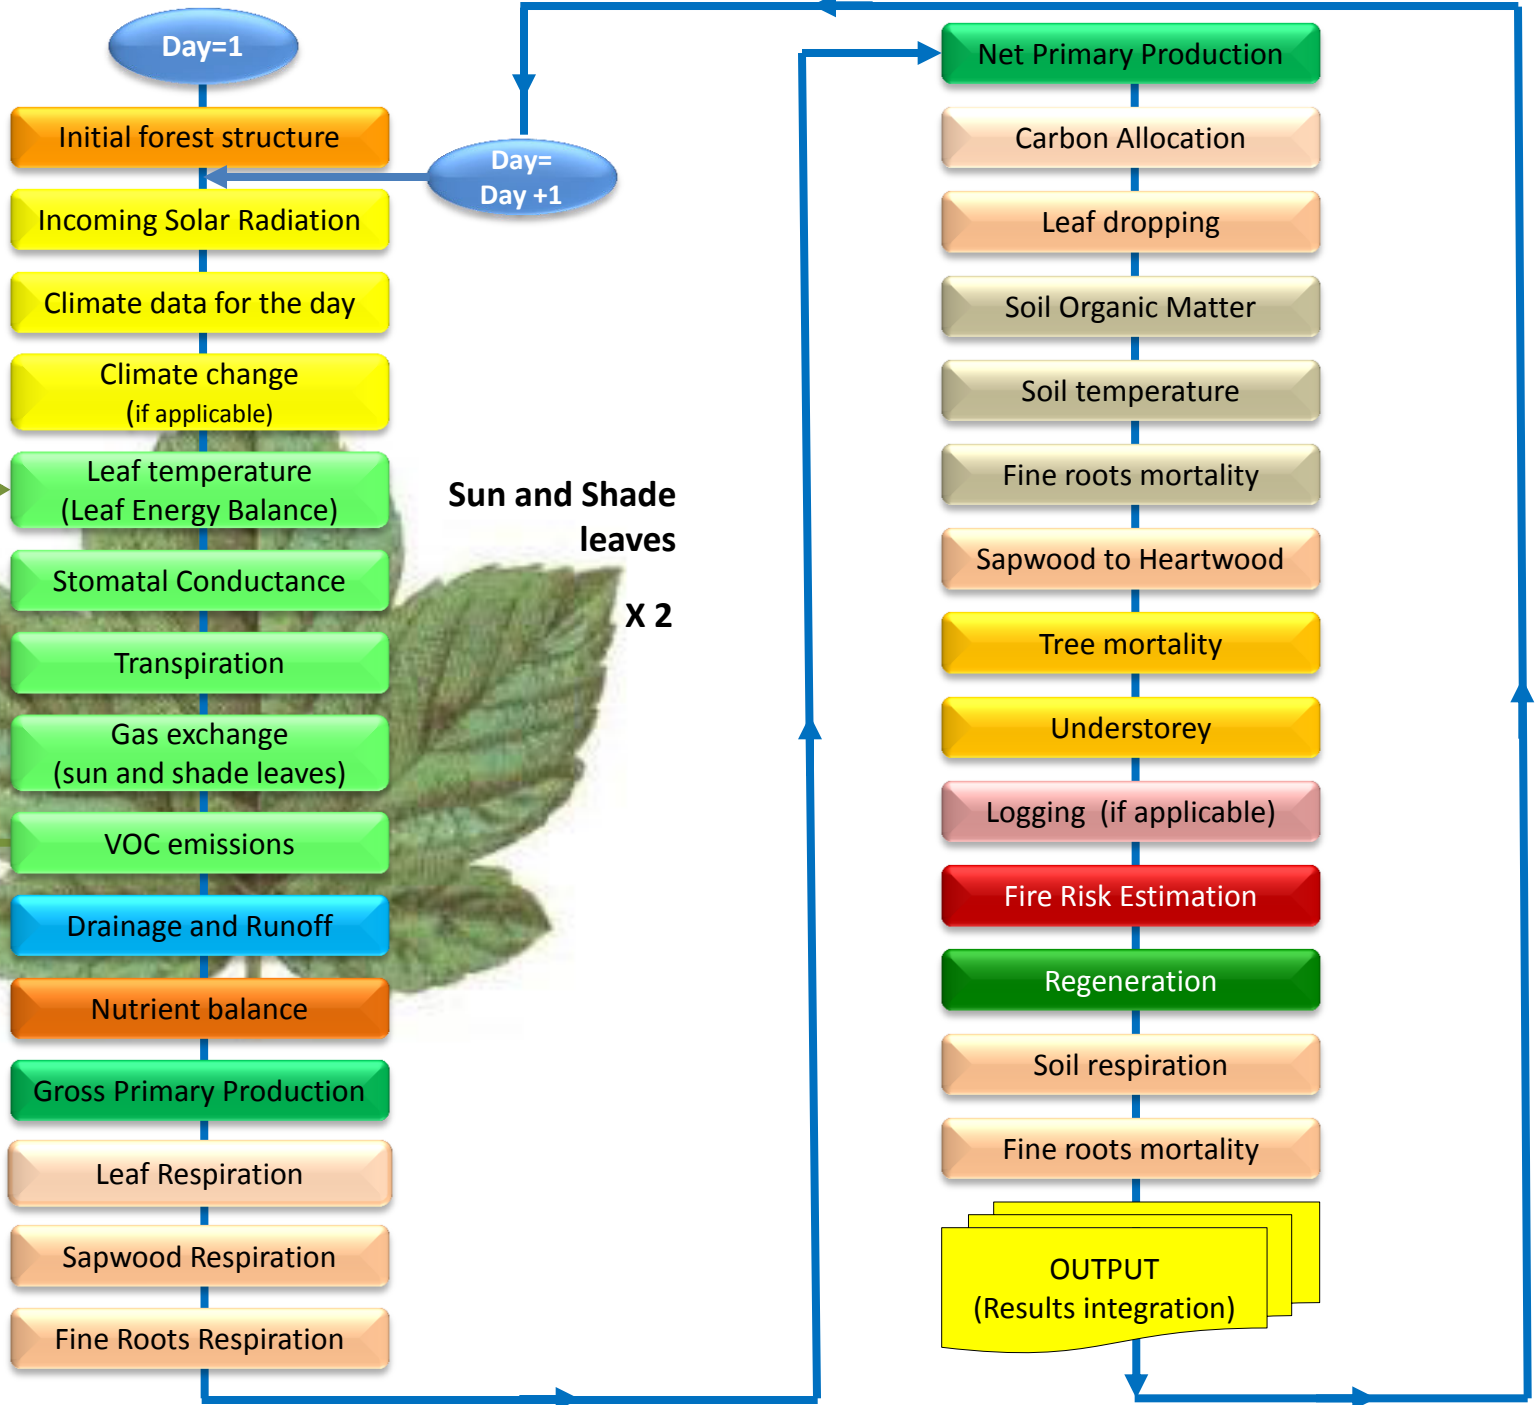 Day=1
Initial forest structure
Day=
Day +1
Incoming Solar Radiation
Climate data for the day
Climate change
(if applicable)
Leaf temperature
(Leaf Energy Balance)
Stomatal Conductance
Transpiration
Gas exchange
(sun and shade leaves)
VOC emissions
Sun and Shade
leaves
X 2
Drainage and Runoff
Nutrient balance
Gross Primary Production
Leaf Respiration
Sapwood Respiration
Fine Roots Respiration
Net Primary Production
Carbon Allocation
Leaf dropping
Soil Organic Matter
Soil temperature
Fine roots mortality
Sapwood to Heartwood
Tree mortality
Understorey
Logging (if applicable)
Fire Risk Estimation
Regeneration
Soil respiration
Fine roots mortality
OUTPUT
(Results integration)